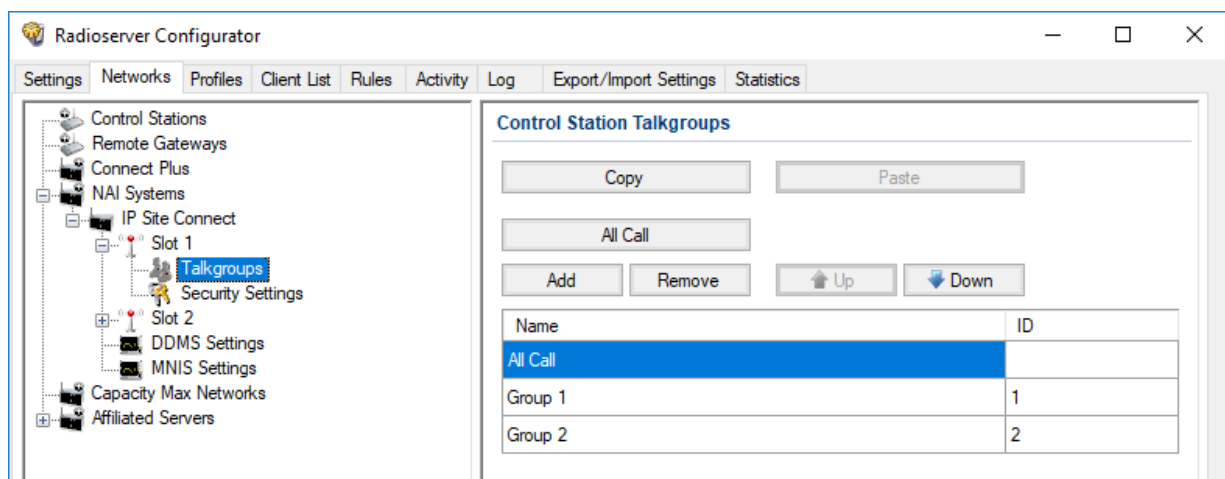 Radioserver Configurator
Settings Networks Profiles Client List Rules Activity Log Export/Import Settings Statistics
Control Stations
Remote Gateways
Connect Plus
NAI Systems
IP Site Connect
Slot 1
Talkgroups
Security Settings
Slot 2
DDMS Settings
MNIS Settings
Capacity Max Networks
Affiliated Servers
Control Station Talkgroups
Copy Paste
All Call
Add Remove Up Down
Name ID
All Call
Group 1 1
Group 2 2